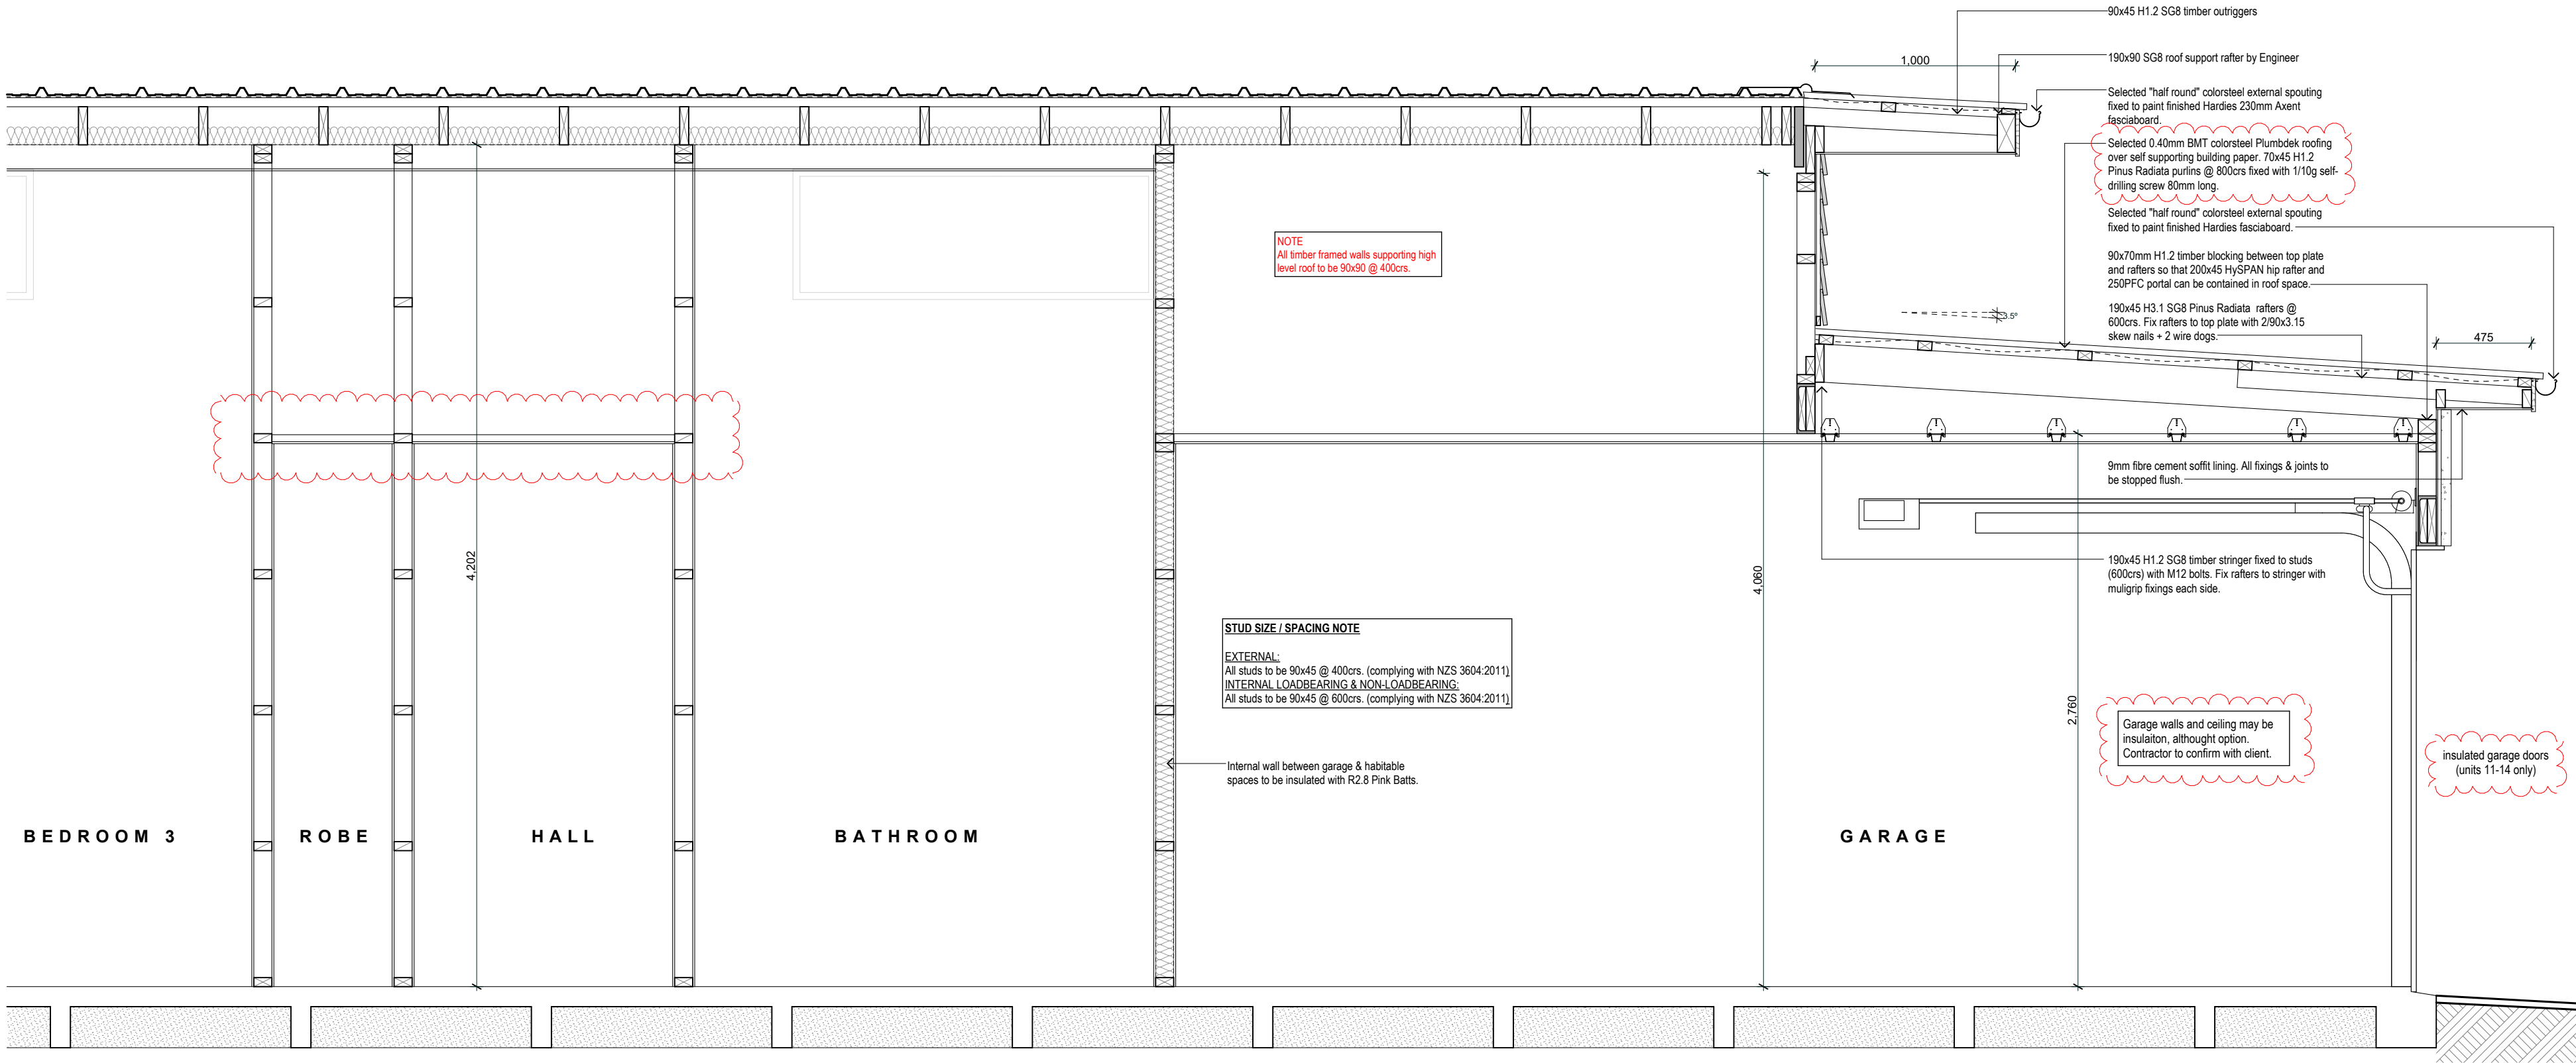 90x45 H1.2 SG8 timber outriggers
1,000
190x90 SG8 roof support rafter by Engineer
Selected "half round" colorsteel external spouting
fixed to paint finished Hardies 230mm Axent
fasciaboard.
Selected 0.40mm BMT colorsteel Plumbdek roofing
over self supporting building paper. 70x45 H1.2
Pinus Radiata purlins @ 800crs fixed with 1/10g self-
drilling screw 80mm long.
Selected "half round" colorsteel external spouting
fixed to paint finished Hardies fasciaboard.
NOTE
All timber framed walls supporting high
level roof to be 90x90 @ 400crs.
90x70mm H1.2 timber blocking between top plate
and rafters so that 200x45 HySPAN hip rafter and
250PFC portal can be contained in roof space.
3.5°
190x45 H3.1 SG8 Pinus Radiata rafters @
600crs. Fix rafters to top plate with 2/90x3.15
skew nails + 2 wire dogs.
475
9mm fibre cement soffit lining. All fixings & joints to
be stopped flush.
4,202
4,060
190x45 H1.2 SG8 timber stringer fixed to studs
(600crs) with M12 bolts. Fix rafters to stringer with
muligrip fixings each side.
STUD SIZE / SPACING NOTE
EXTERNAL:
All studs to be 90x45 @ 400crs. (complying with NZS 3604:2011)
INTERNAL LOADBEARING & NON-LOADBEARING:
All studs to be 90x45 @ 600crs. (complying with NZS 3604:2011)
2,760
Garage walls and ceiling may be
insulaiton, althought option.
Contractor to confirm with client.
insulated garage doors
(units 11-14 only)
Internal wall between garage & habitable
spaces to be insulated with R2.8 Pink Batts.
BEDROOM 3
ROBE
HALL
BATHROOM
GARAGE